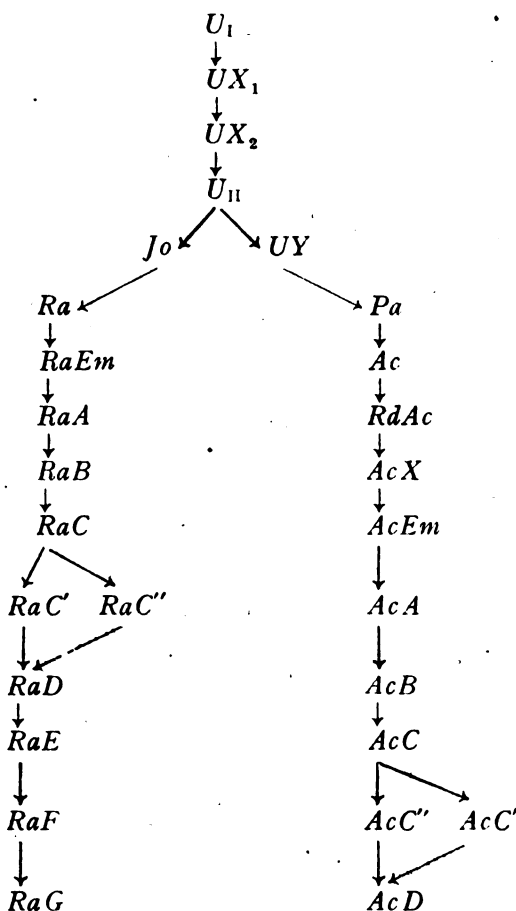 U_I
UX_1
UX_2
U_II
Jo UY
Ra Pa
RaEm Ac
RaA RdAc
RaB AcX
RaC AcEm
RaC' RaC'' AcA
RaD AcB
RaE AcC
RaF AcC'' AcC'
RaG AcD